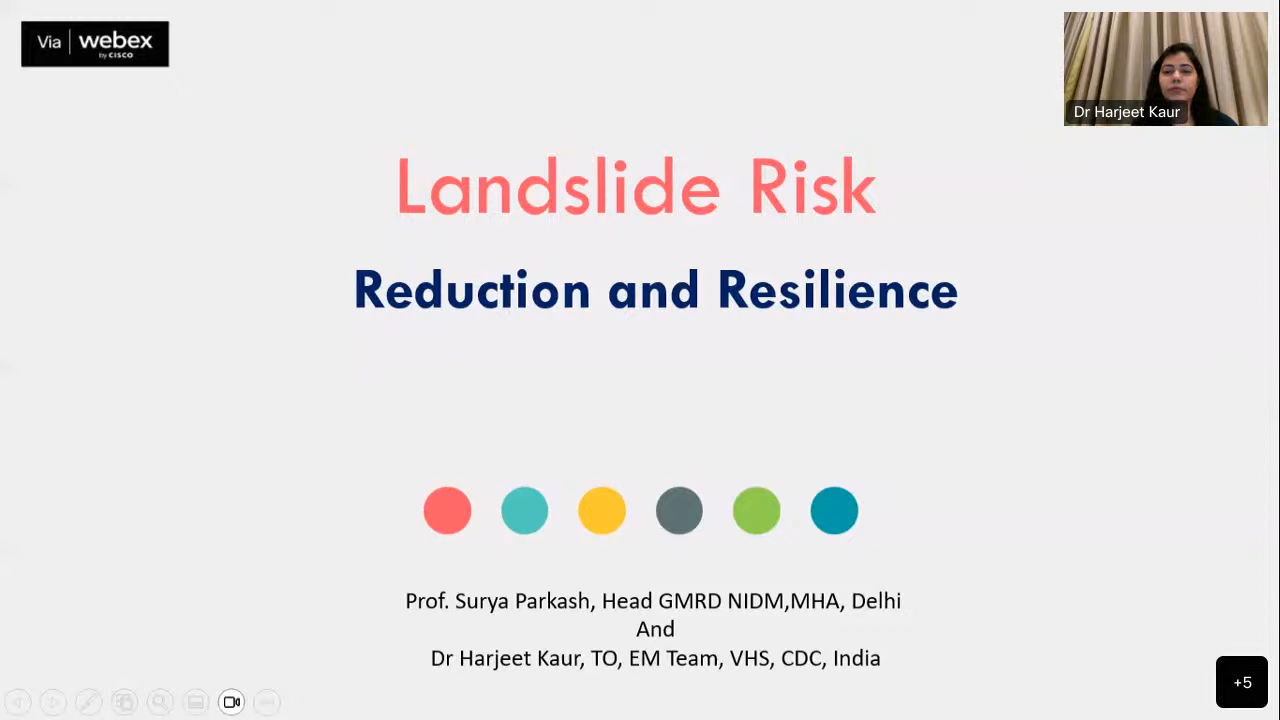 Via webex
by CISCO
Dr Harjeet Kaur
Landslide Risk
Reduction and Resilience
Prof. Surya Parkash, Head GMRD NIDM,MHA, Delhi
And
Dr Harjeet Kaur, TO, EM Team, VHS, CDC, India
+5